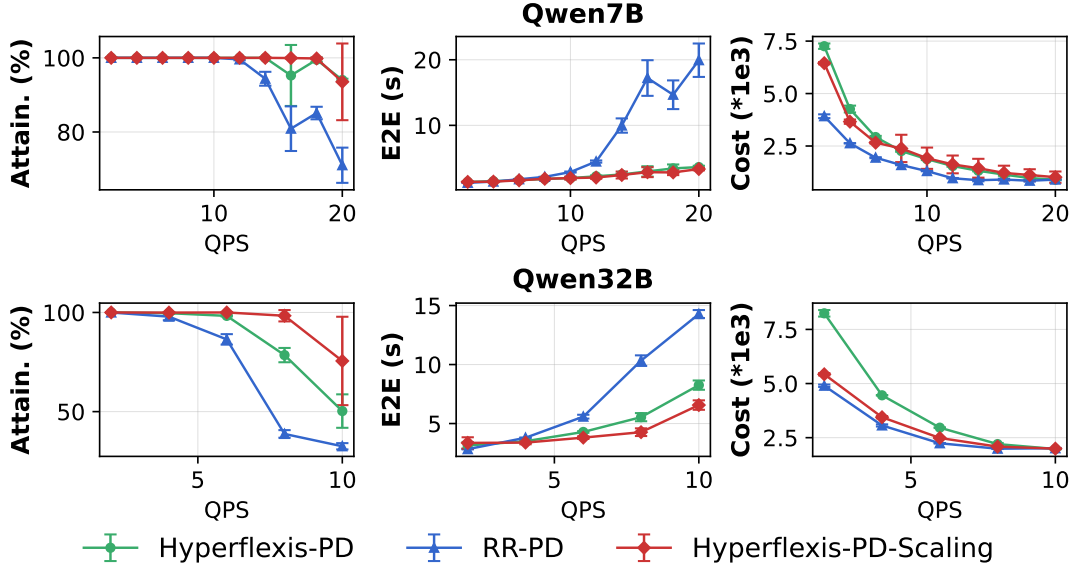 Qwen7B
Attain. (%)
100
80
10
20
QPS
E2E (s)
20
10
10
20
QPS
Cost (*1e3)
7.5
5.0
2.5
10
20
QPS
Qwen32B
Attain. (%)
100
50
5
10
QPS
E2E (s)
15
10
5
5
10
QPS
Cost (*1e3)
7.5
5.0
2.5
5
10
QPS
Hyperflexis-PD
RR-PD
Hyperflexis-PD-Scaling